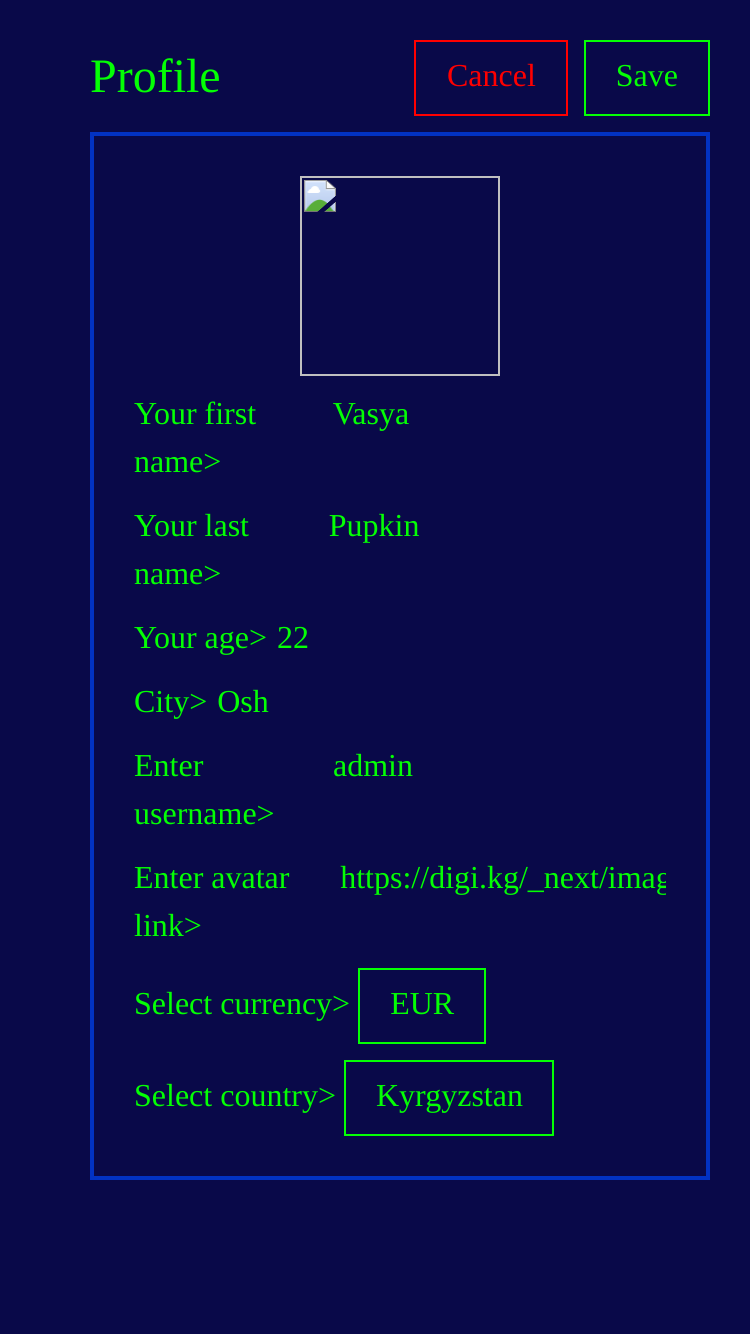 Profile
Cancel
Save
Your first
name>
Vasya
Your last
name>
Pupkin
Your age> 22
City> Osh
Enter
username>
admin
Enter avatar
link>
https://digi.kg/_next/imag
Select currency> EUR
Select country> Kyrgyzstan